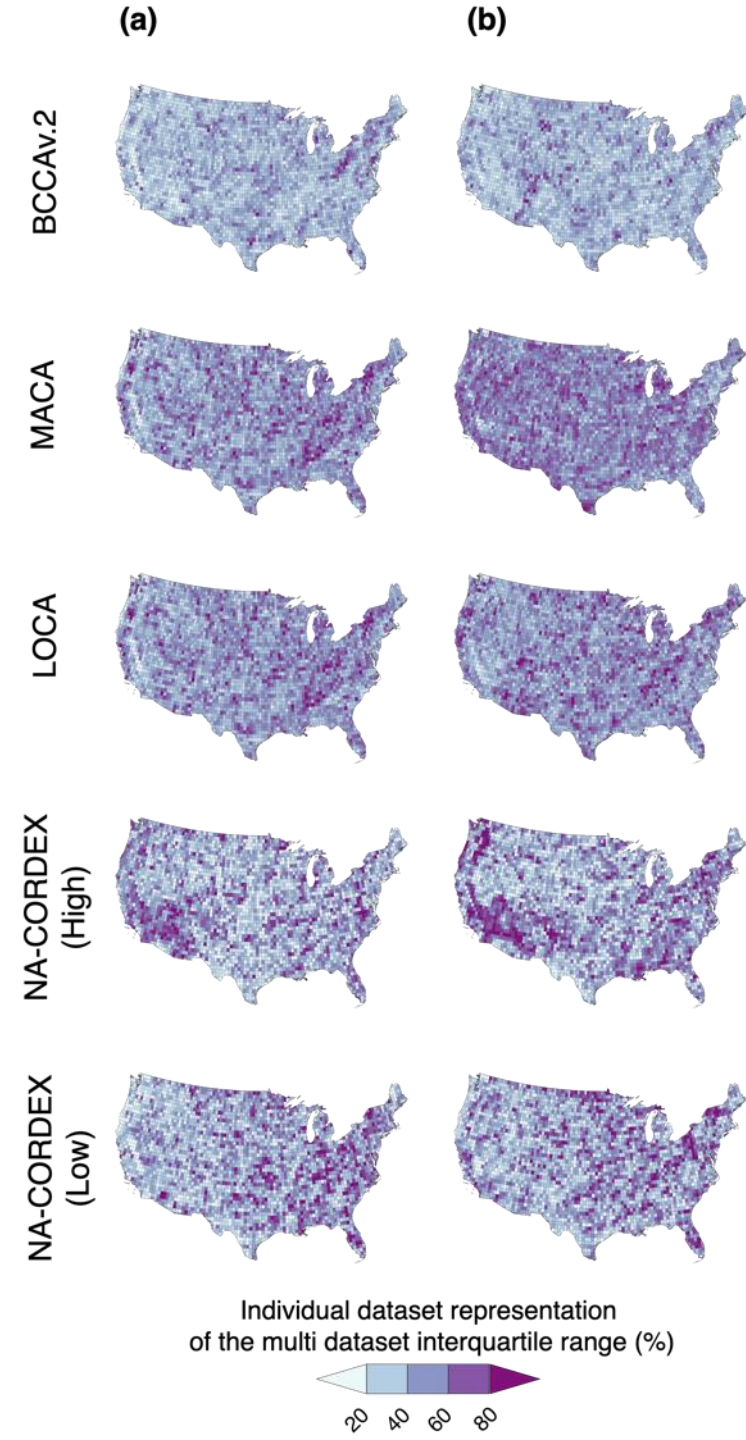 (a) (b)
BCCAv.2
MACA
LOCA
NA-CORDEX
(High)
NA-CORDEX
(Low)
Individual dataset representation
of the multi dataset interquartile range (%)
20 40 60 80